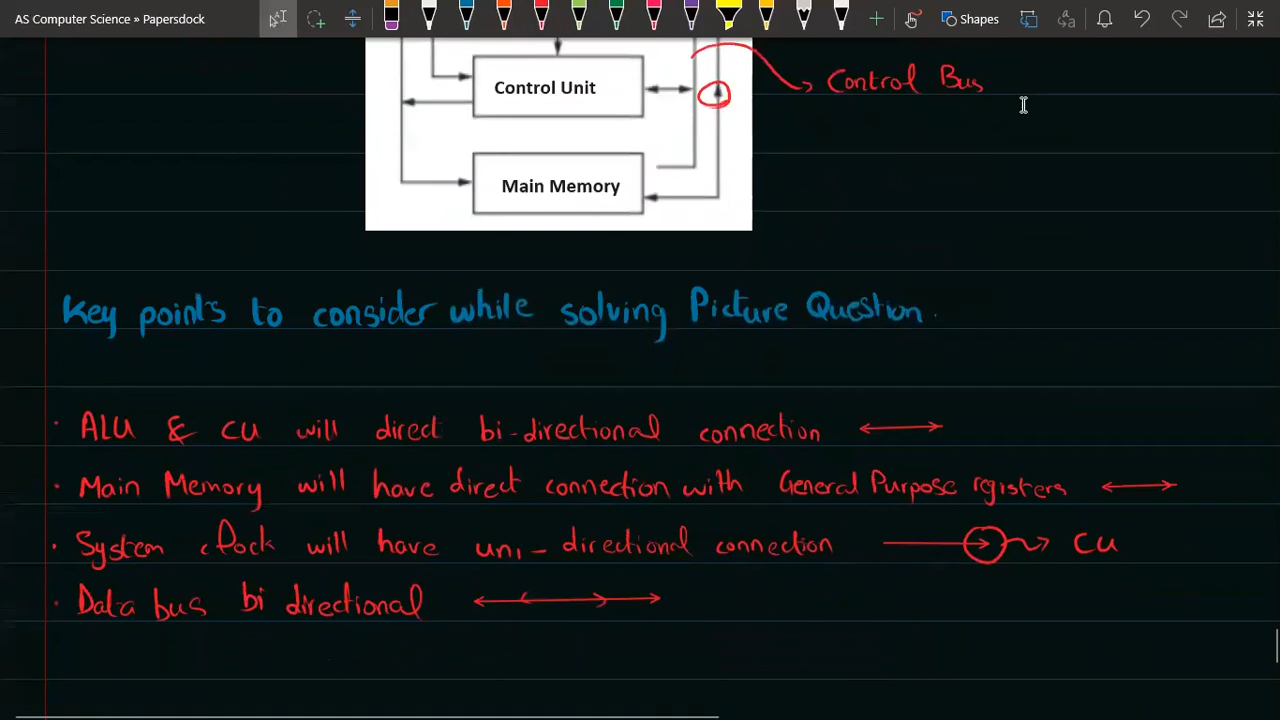 AS Computer Science » Papersdock
Shapes
Control Unit
Control Bus
Main Memory
Key points to consider while solving Picture Question.
· ALU & CU will direct bi-directional connection
· Main Memory will have direct connection with General Purpose registers
· System clock will have uni-directional connection CU
· Data bus bi directional